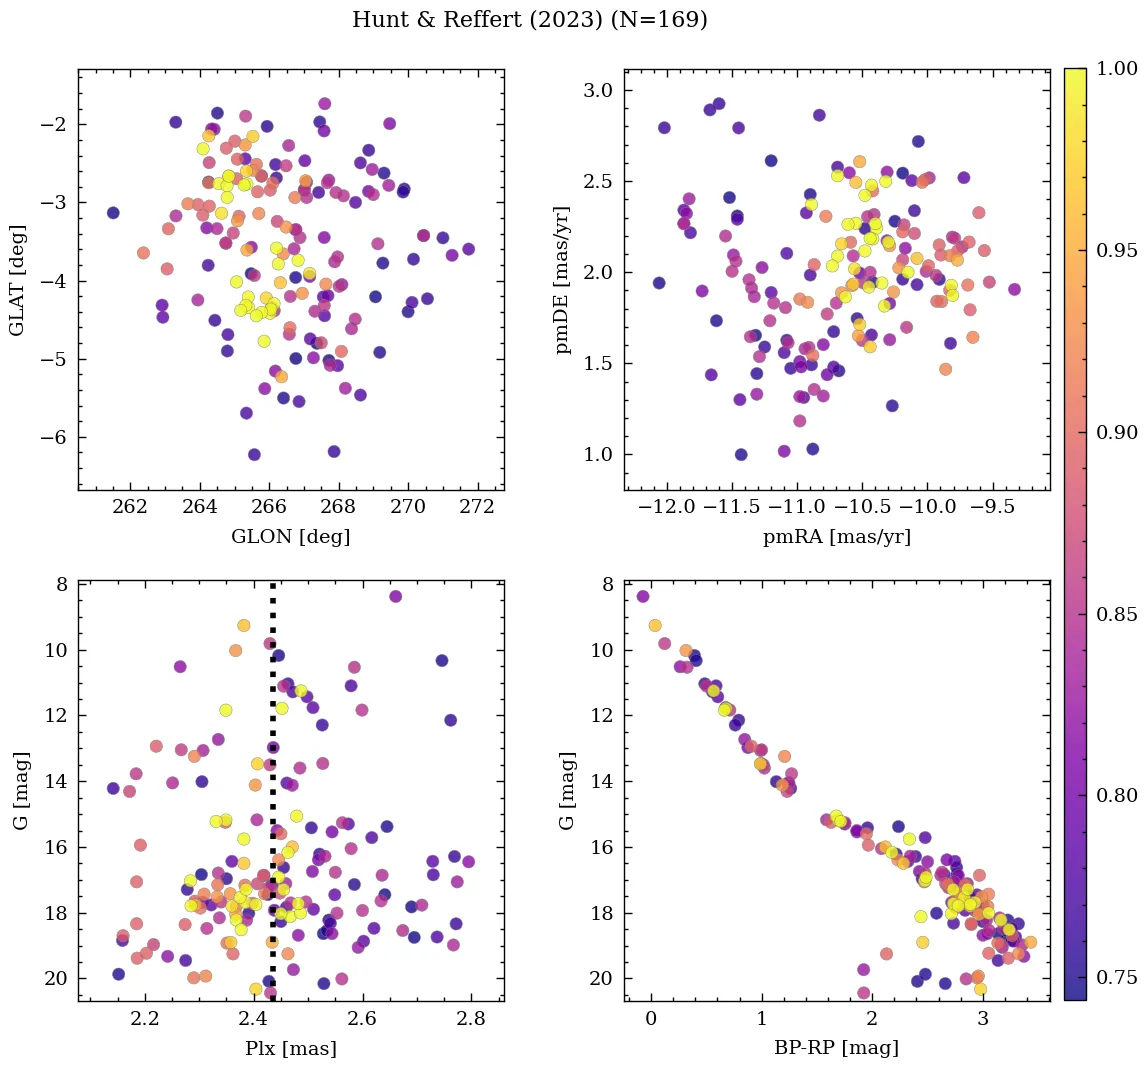 Hunt & Reffert (2023) (N=169)
−2
−3
−4
−5
−6
GLAT [deg]
262 264 266 268 270 272
GLON [deg]
3.0
2.5
2.0
1.5
1.0
pmDE [mas/yr]
−12.0 −11.5 −11.0 −10.5 −10.0 −9.5
pmRA [mas/yr]
1.00
0.95
0.90
0.85
0.80
0.75
8
10
12
14
16
18
20
G [mag]
2.2 2.4 2.6 2.8
Plx [mas]
8
10
12
14
16
18
20
G [mag]
0 1 2 3
BP-RP [mag]